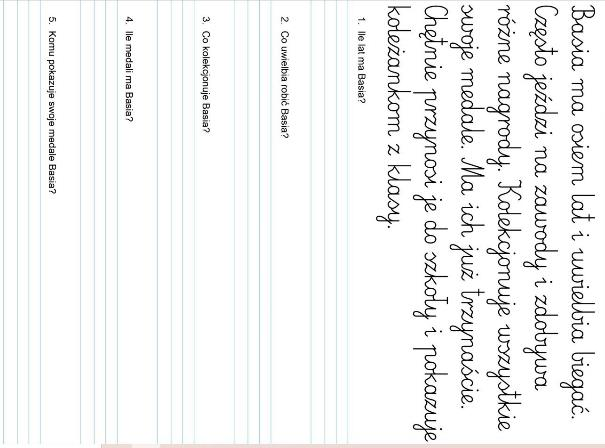 Basia ma osiem lat i uwielbia biegać.
Często jeździ na zawody i zdobywa
różne nagrody. Kolekcjonuje wszystkie
swoje medale. Ma ich już trzynaście.
Chętnie przynosi je do szkoły i pokazuje
koleżankom z klasy.
1. Ile lat ma Basia?
2. Co uwielbia robić Basia?
3. Co kolekcjonuje Basia?
4. Ile medali ma Basia?
5. Komu pokazuje swoje medale Basia?